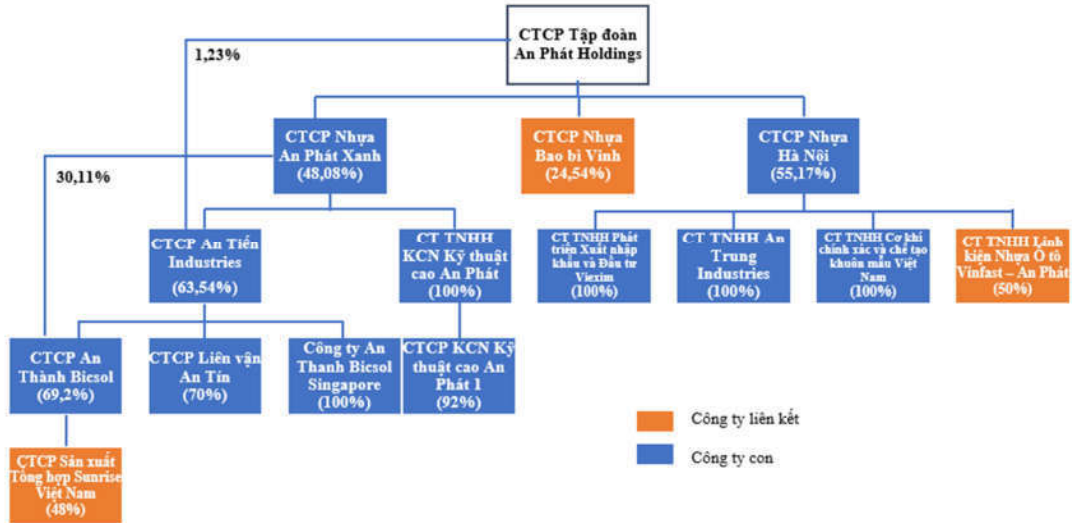 CTCP Tập đoàn
An Phát Holdings
1,23%
CTCP Nhựa
An Phát Xanh
(48,08%)
CTCP Nhựa
Bao bì Vinh
(24,54%)
CTCP Nhựa
Hà Nội
(55,17%)
30,11%
CTCP An Tiến
Industries
(63,54%)
CT TNHH
KCN Kỹ thuật
cao An Phát
(100%)
CT TNHH Phát
triển Xuất nhập
khẩu và Đầu tư
Viexim
(100%)
CT TNHH An
Trung
Industries
(100%)
CT TNHH Cơ khí
chính xác và chế tạo
khuôn mẫu Việt
Nam
(100%)
CT TNHH Linh
kiện Nhựa Ô tô
Vinfast – An Phát
(50%)
CTCP An
Thành Bicsol
(69,2%)
CTCP Liên vận
An Tín
(70%)
Công ty An
Thanh Bicsol
Singapore
(100%)
CTCP KCN Kỹ
thuật cao An
Phát 1
(92%)
CTCP Sản xuất
Tổng hợp Sunrise
Việt Nam
(48%)
Công ty liên kết
Công ty con